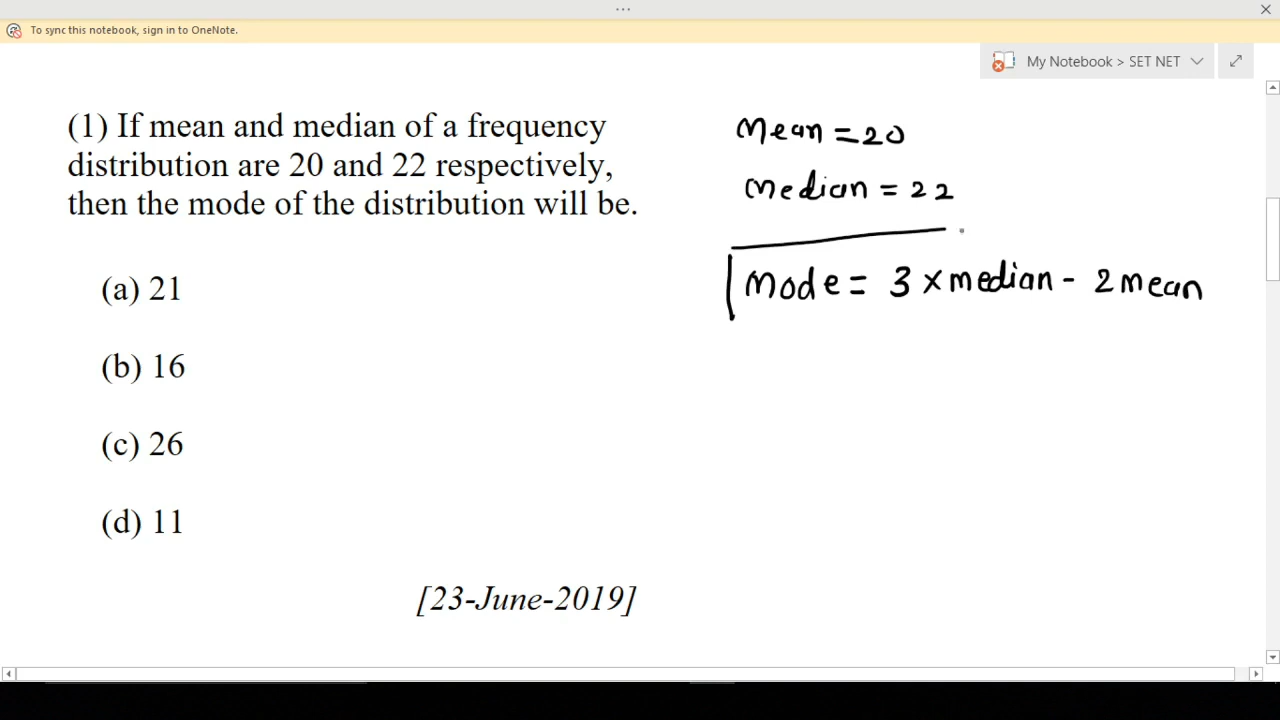 To sync this notebook, sign in to OneNote.
My Notebook > SET NET
(1) If mean and median of a frequency
distribution are 20 and 22 respectively,
then the mode of the distribution will be.
(a) 21
(b) 16
(c) 26
(d) 11
[23-June-2019]
Mean = 20
Median = 22
Mode = 3 × median - 2 mean